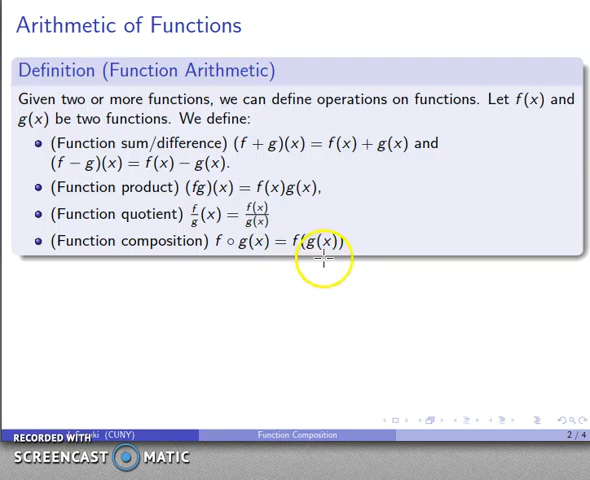 Arithmetic of Functions
Definition (Function Arithmetic)
Given two or more functions, we can define operations on functions. Let f(x) and
g(x) be two functions. We define:
(Function sum/difference) (f + g)(x) = f(x) + g(x) and
(f − g)(x) = f(x) − g(x).
(Function product) (fg)(x) = f(x)g(x),
(Function quotient) f/g(x) = f(x)/g(x)
(Function composition) f ∘ g(x) = f(g(x))
RECORDED WITH
(CUNY)
Function Composition
2 / 4
SCREENCAST MATIC